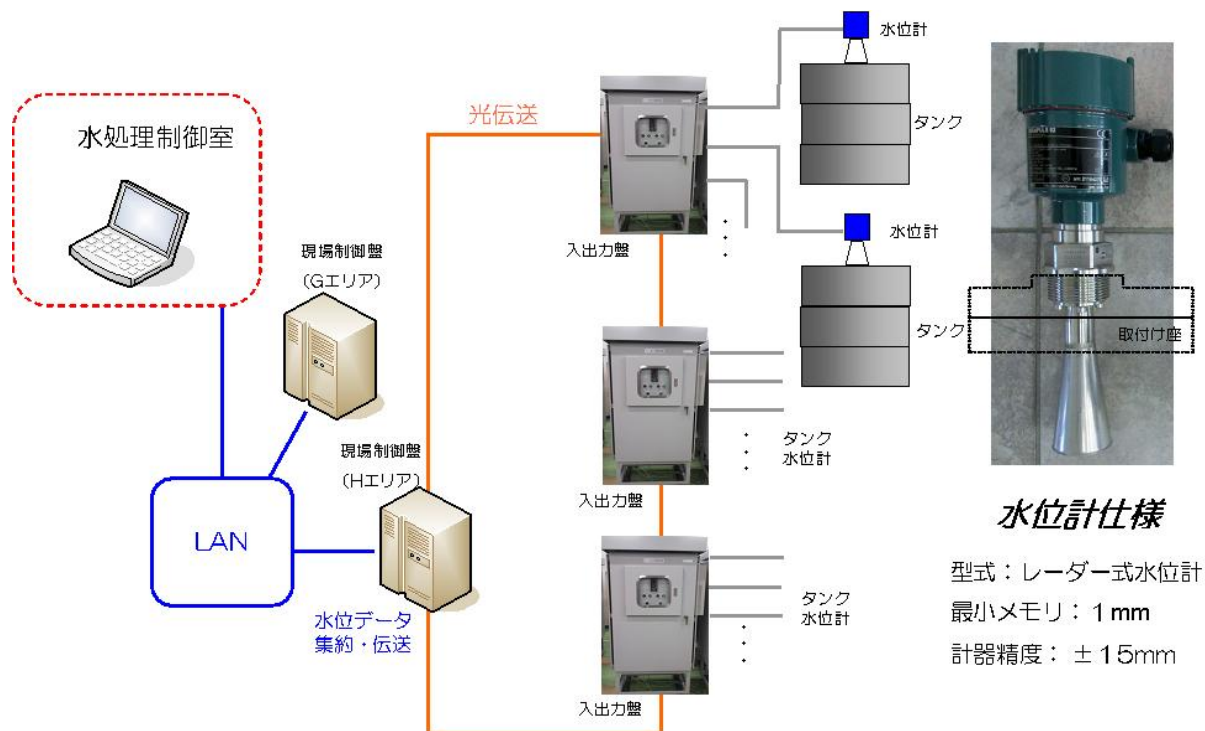 水処理制御室
光伝送
水位計
タンク
水位計
タンク
入出力盤
現場制御盤
(Gエリア)
現場制御盤
(Hエリア)
LAN
水位データ
集約・伝送
タンク
水位計
入出力盤
タンク
水位計
入出力盤
取付け座
水位計仕様
型式：レーダー式水位計
最小メモリ：1mm
計器精度：±15mm